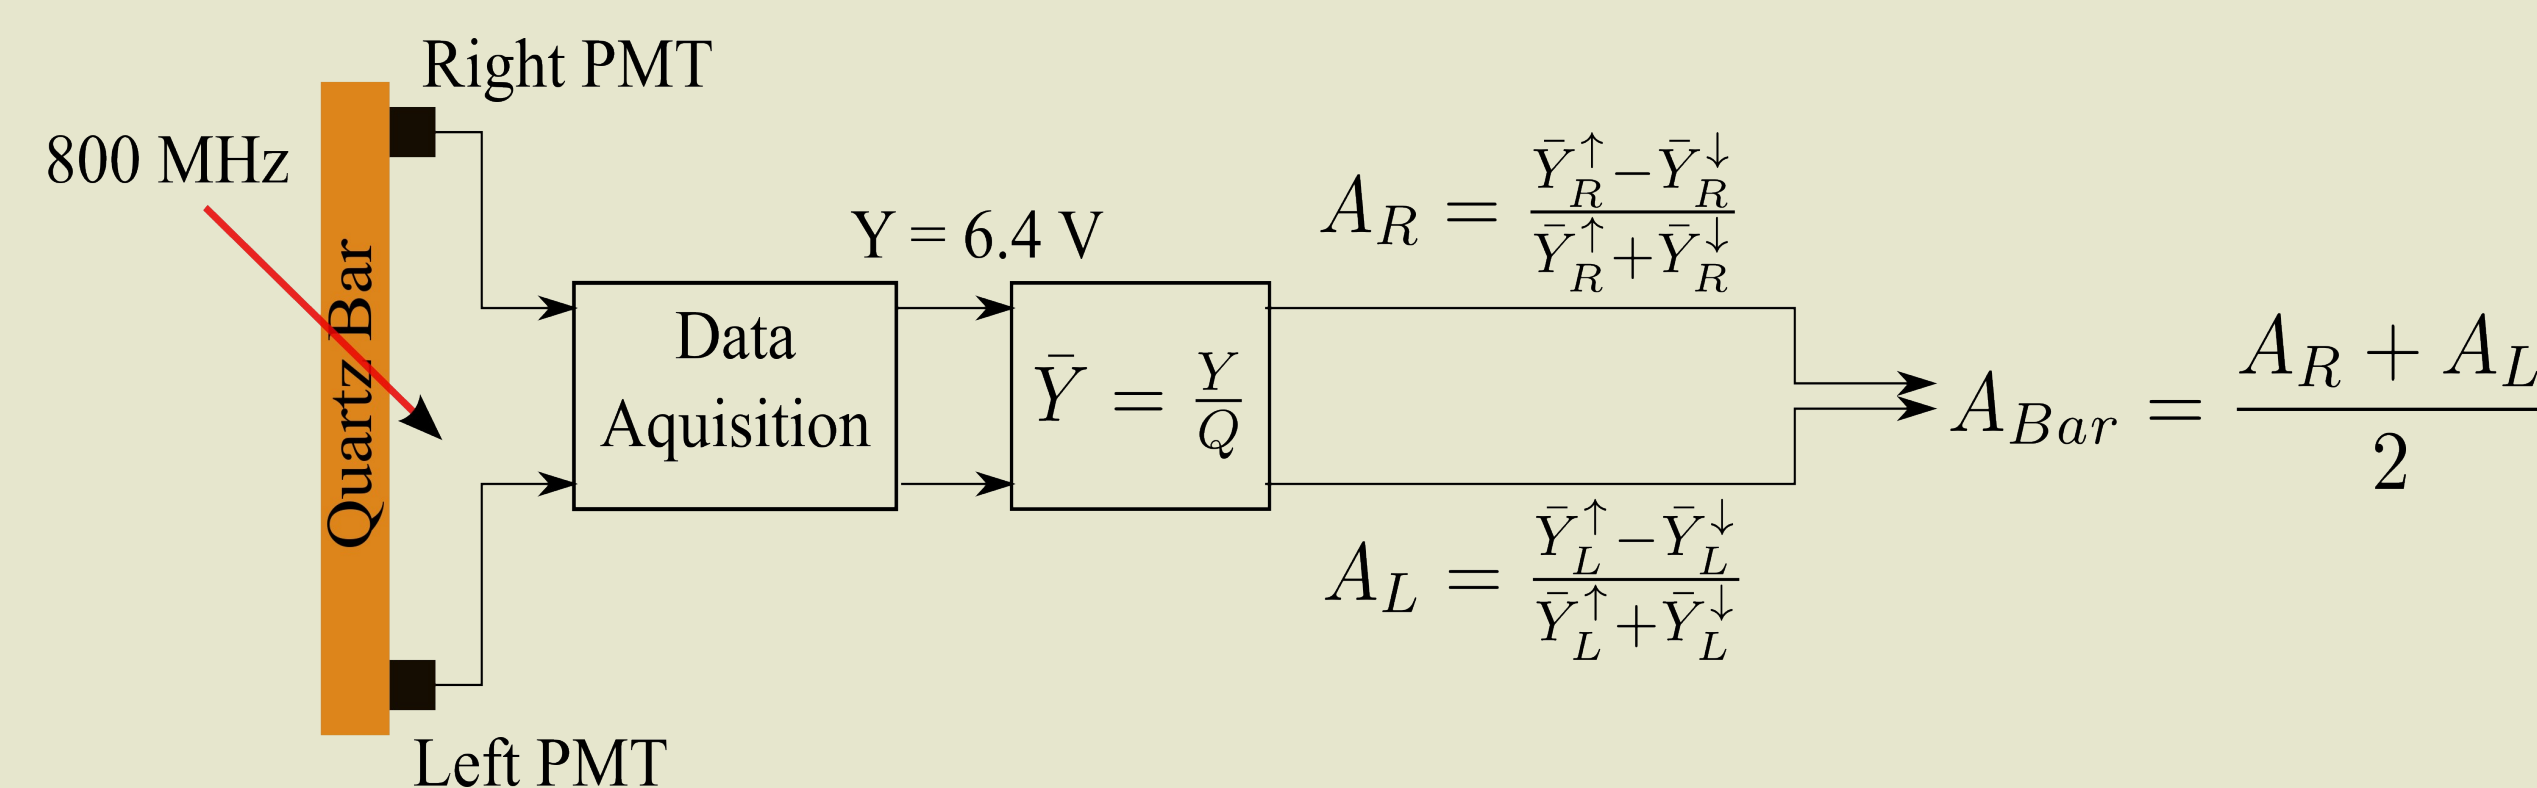 Right PMT
800 MHz
Quartz Bar
Y = 6.4 V
Data
Aquisition
Ȳ = Y/Q
A_R = (Ȳ_R^↑ − Ȳ_R^↓)/(Ȳ_R^↑ + Ȳ_R^↓)
A_L = (Ȳ_L^↑ − Ȳ_L^↓)/(Ȳ_L^↑ + Ȳ_L^↓)
A_Bar = (A_R + A_L)/2
Left PMT